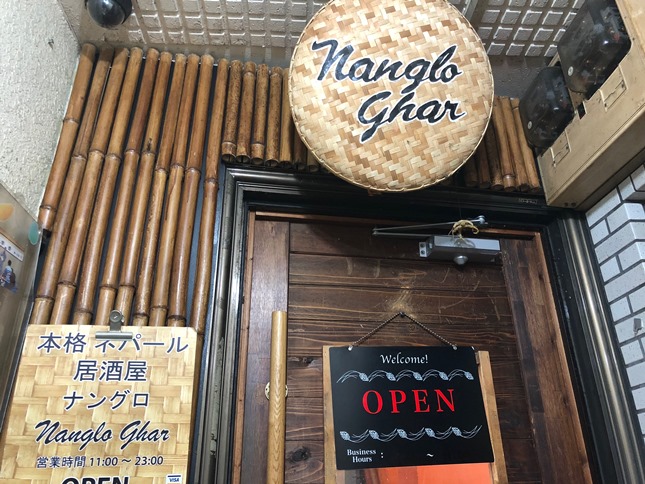 Nanglo
Ghar
本格ネパール
居酒屋
ナングロ
Nanglo Ghar
営業時間 11:00 ～ 23:00
OPEN
VISA
Welcome!
OPEN
Business
Hours : ～